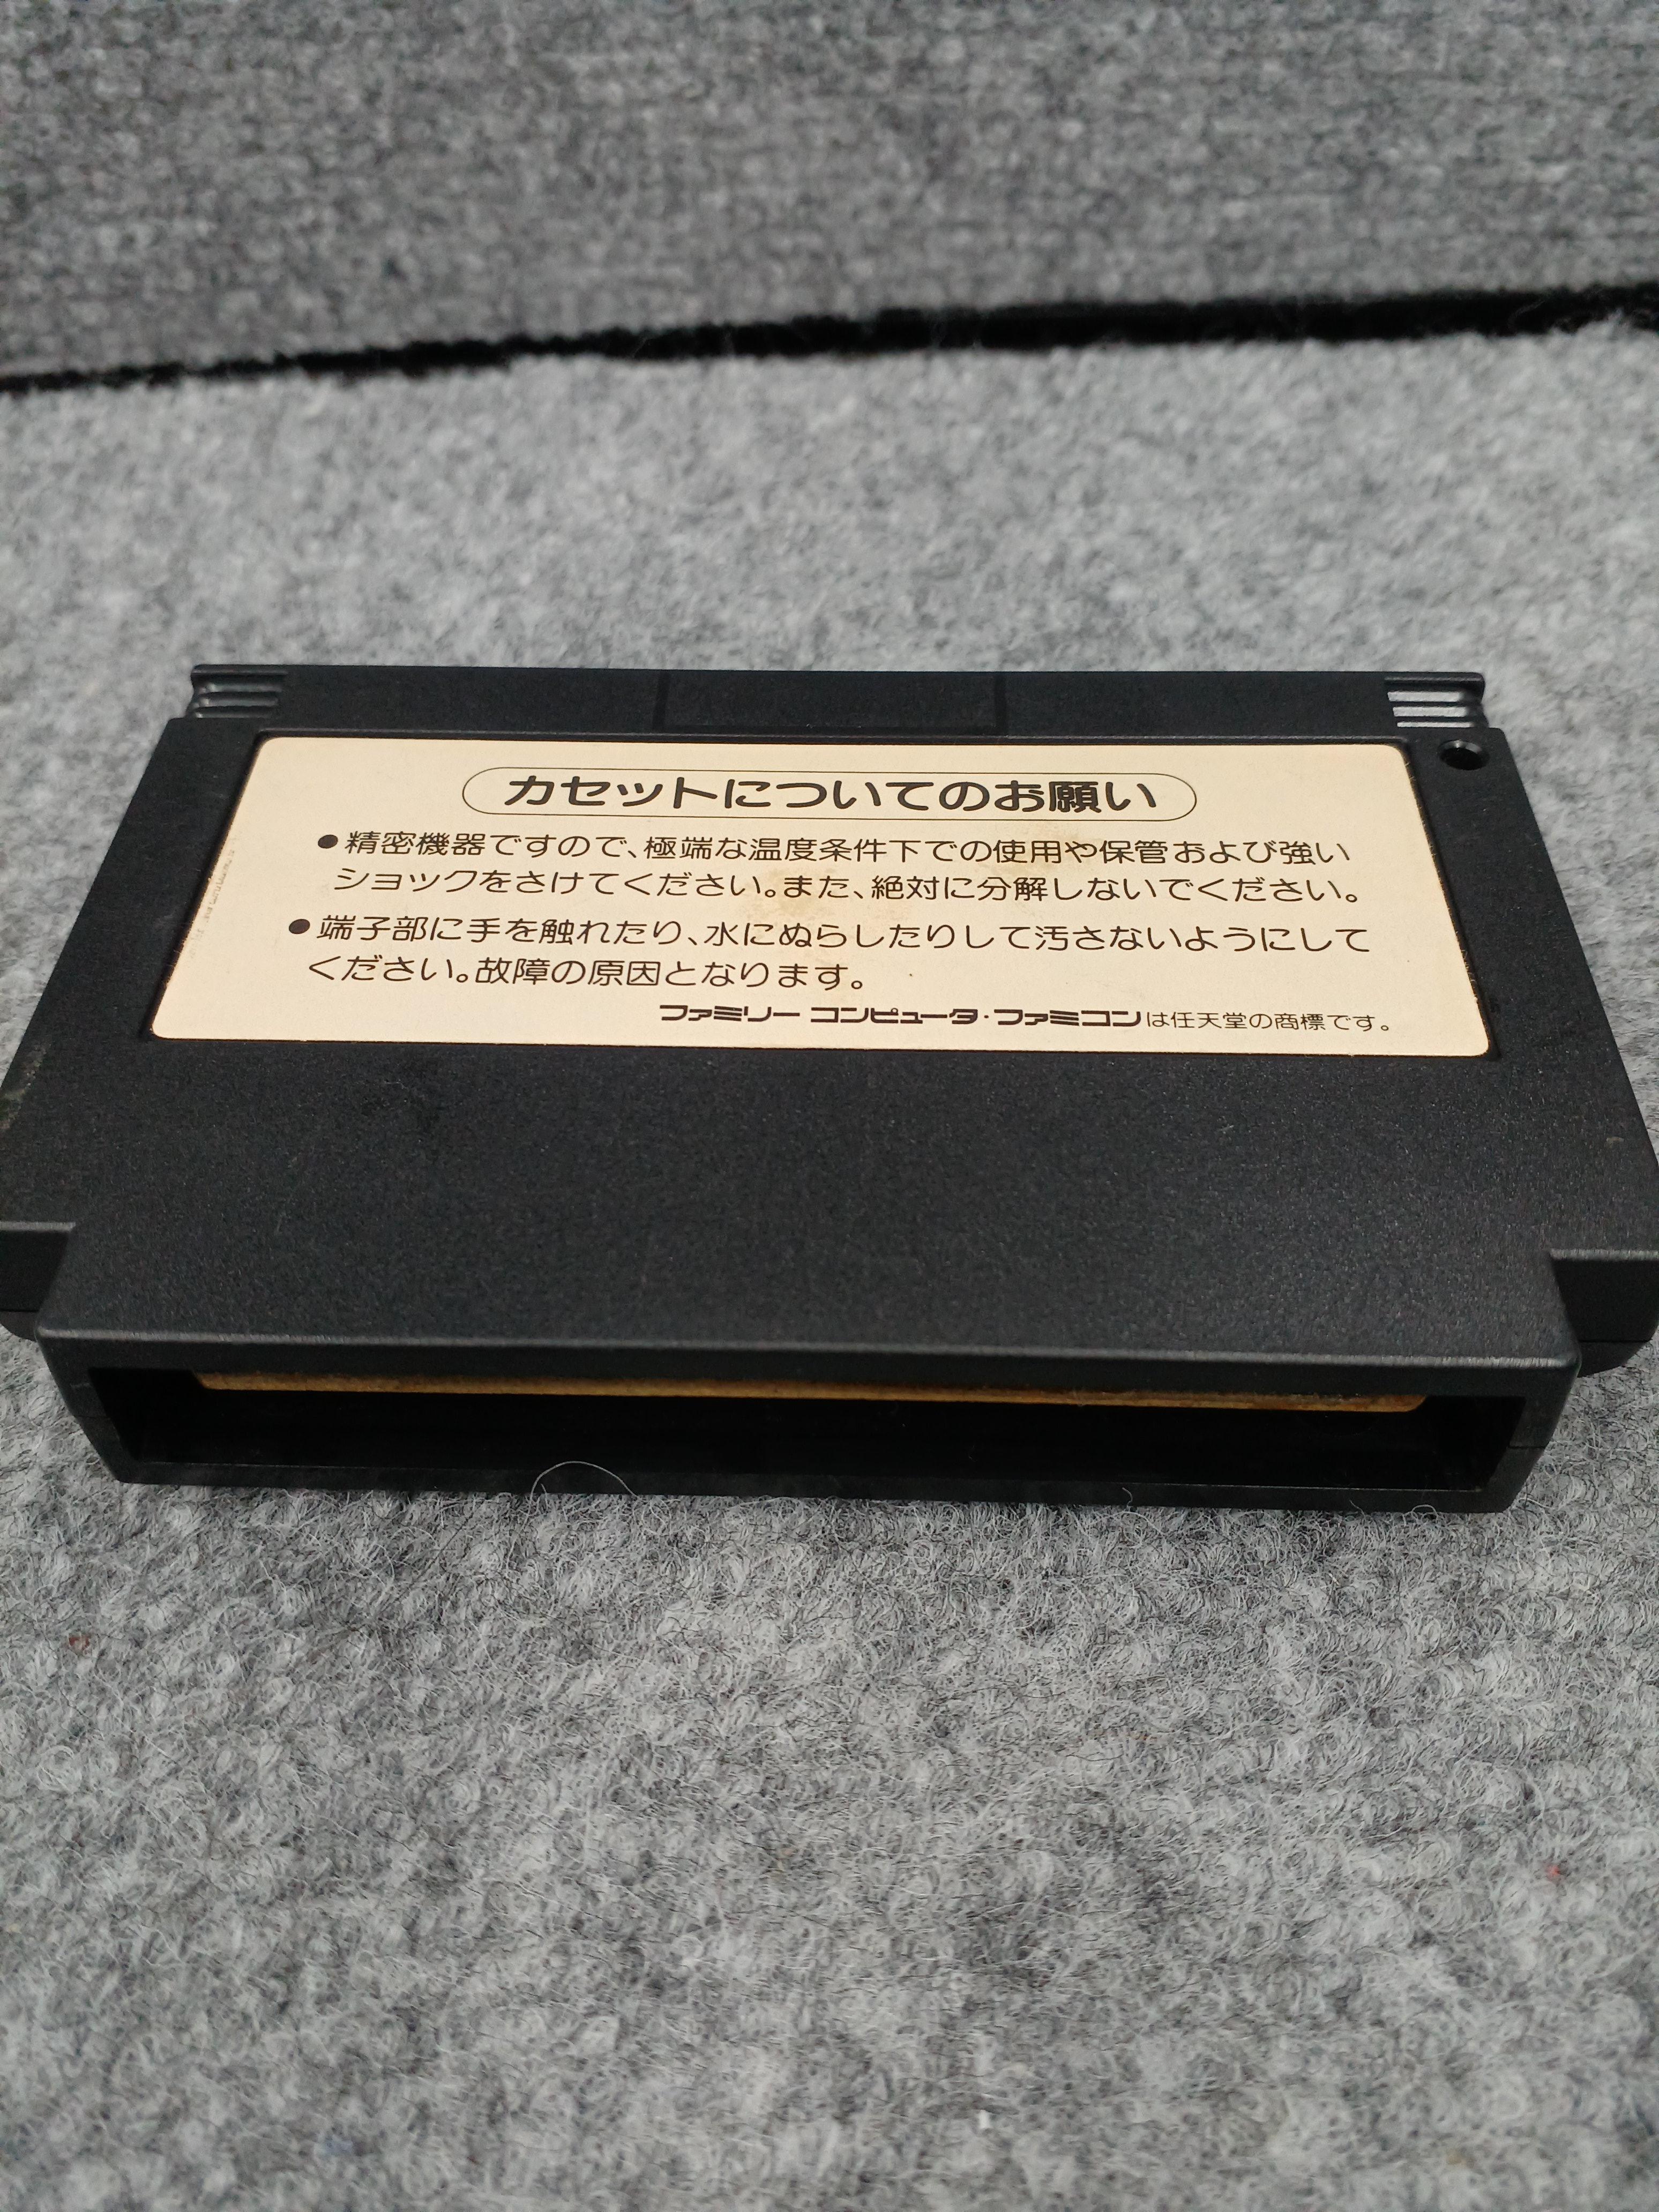 カセットについてのお願い
●精密機器ですので、極端な温度条件下での使用や保管および強い
ショックをさけてください。また、絶対に分解しないでください。
●端子部に手を触れたり、水にぬらしたりして汚さないようにして
ください。故障の原因となります。
ファミリー コンピュータ・ファミコンは任天堂の商標です。